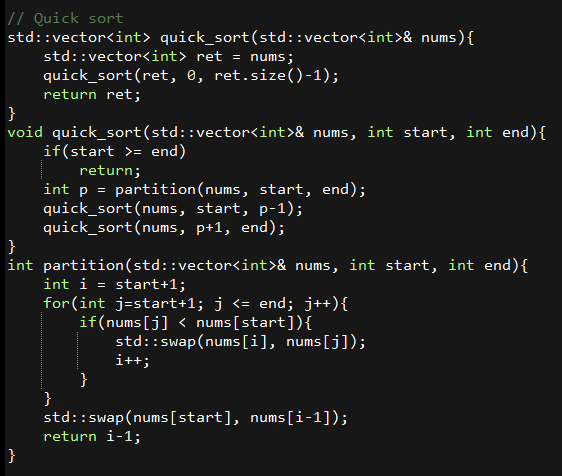 // Quick sort
std::vector<int> quick_sort(std::vector<int>& nums){
    std::vector<int> ret = nums;
    quick_sort(ret, 0, ret.size()-1);
    return ret;
}
void quick_sort(std::vector<int>& nums, int start, int end){
    if(start >= end)
        return;
    int p = partition(nums, start, end);
    quick_sort(nums, start, p-1);
    quick_sort(nums, p+1, end);
}
int partition(std::vector<int>& nums, int start, int end){
    int i = start+1;
    for(int j=start+1; j <= end; j++){
        if(nums[j] < nums[start]){
            std::swap(nums[i], nums[j]);
            i++;
        }
    }
    std::swap(nums[start], nums[i-1]);
    return i-1;
}